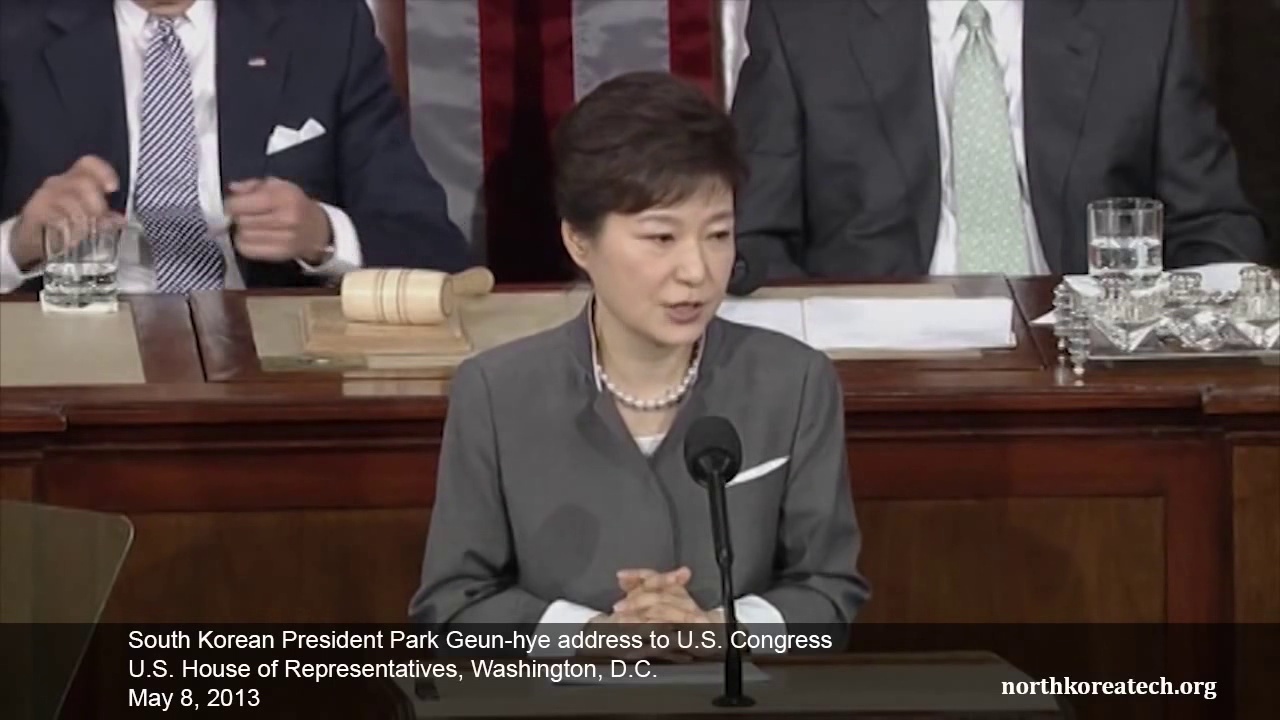 South Korean President Park Geun-hye address to U.S. Congress
U.S. House of Representatives, Washington, D.C.
May 8, 2013
northkoreatech.org